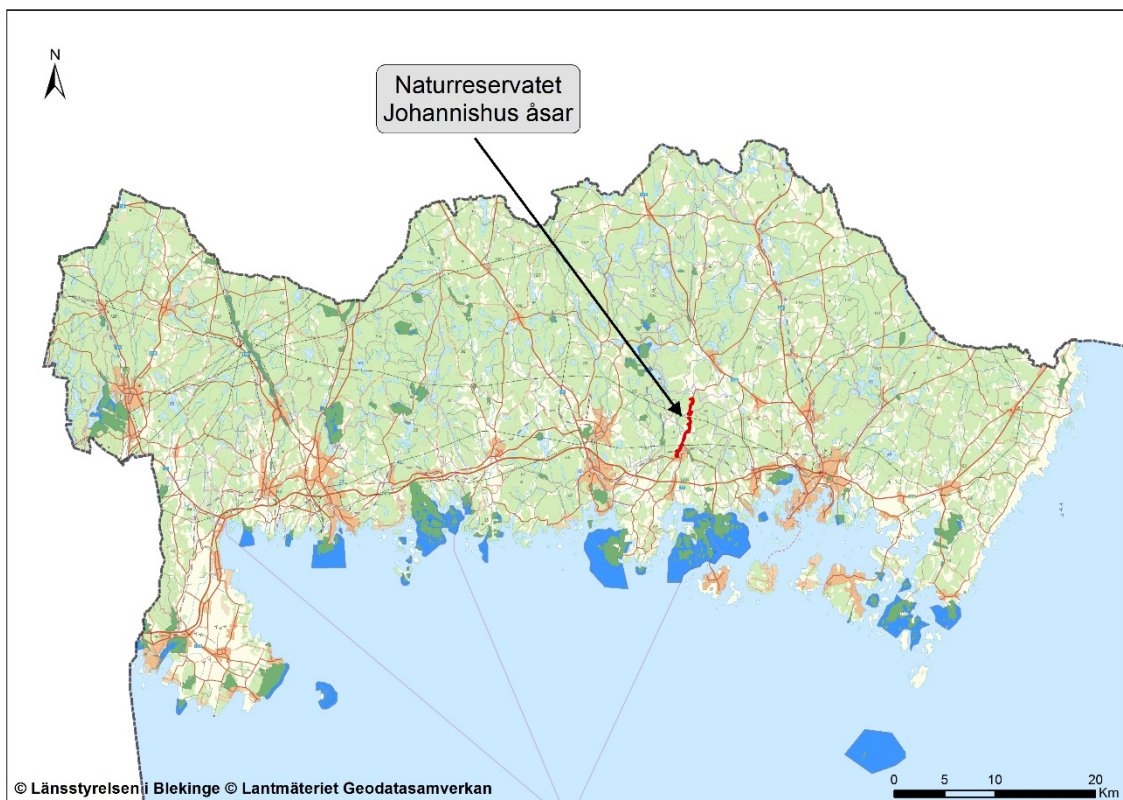 N
Naturreservatet
Johannishus åsar
© Länsstyrelsen i Blekinge © Lantmäteriet Geodatasamverkan
0 5 10 20
Km